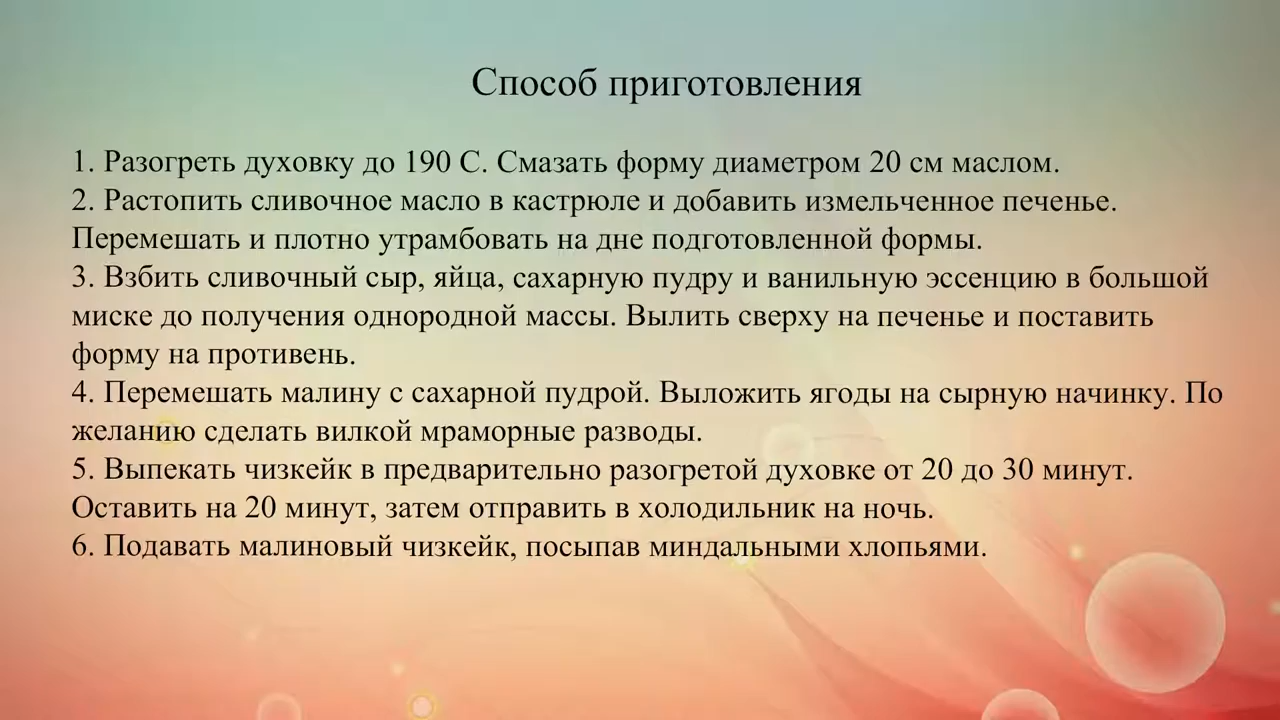 Способ приготовления
1. Разогреть духовку до 190 С. Смазать форму диаметром 20 см маслом.
2. Растопить сливочное масло в кастрюле и добавить измельченное печенье.
Перемешать и плотно утрамбовать на дне подготовленной формы.
3. Взбить сливочный сыр, яйца, сахарную пудру и ванильную эссенцию в большой
миске до получения однородной массы. Вылить сверху на печенье и поставить
форму на противень.
4. Перемешать малину с сахарной пудрой. Выложить ягоды на сырную начинку. По
желанию сделать вилкой мраморные разводы.
5. Выпекать чизкейк в предварительно разогретой духовке от 20 до 30 минут.
Оставить на 20 минут, затем отправить в холодильник на ночь.
6. Подавать малиновый чизкейк, посыпав миндальными хлопьями.